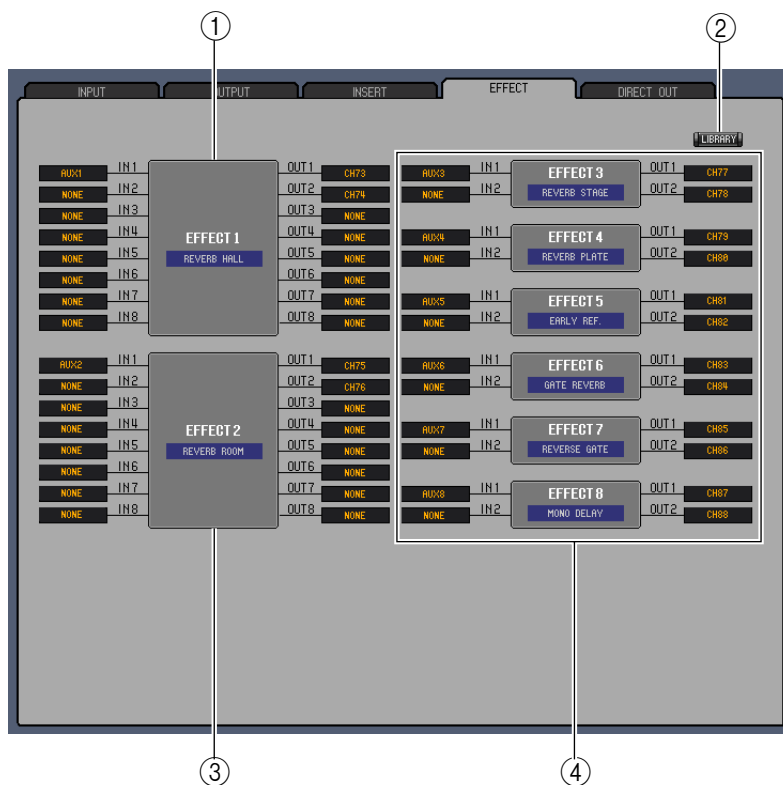 ① ②
INPUT OUTPUT INSERT EFFECT DIRECT OUT
LIBRARY
AUX1 IN1 OUT1 CH73
NONE IN2 OUT2 CH74
NONE IN3 OUT3 NONE
NONE IN4 OUT4 NONE
EFFECT 1
NONE IN5 REVERB HALL OUT5 NONE
NONE IN6 OUT6 NONE
NONE IN7 OUT7 NONE
NONE IN8 OUT8 NONE
AUX2 IN1 OUT1 CH75
NONE IN2 OUT2 CH76
NONE IN3 OUT3 NONE
NONE IN4 OUT4 NONE
EFFECT 2
NONE IN5 REVERB ROOM OUT5 NONE
NONE IN6 OUT6 NONE
NONE IN7 OUT7 NONE
NONE IN8 OUT8 NONE
AUX3 IN1 EFFECT 3 OUT1 CH77
NONE IN2 REVERB STAGE OUT2 CH78
AUX4 IN1 EFFECT 4 OUT1 CH79
NONE IN2 REVERB PLATE OUT2 CH80
AUX5 IN1 EFFECT 5 OUT1 CH81
NONE IN2 EARLY REF. OUT2 CH82
AUX6 IN1 EFFECT 6 OUT1 CH83
NONE IN2 GATE REVERB OUT2 CH84
AUX7 IN1 EFFECT 7 OUT1 CH85
NONE IN2 REVERSE GATE OUT2 CH86
AUX8 IN1 EFFECT 8 OUT1 CH87
NONE IN2 MONO DELAY OUT2 CH88
③ ④